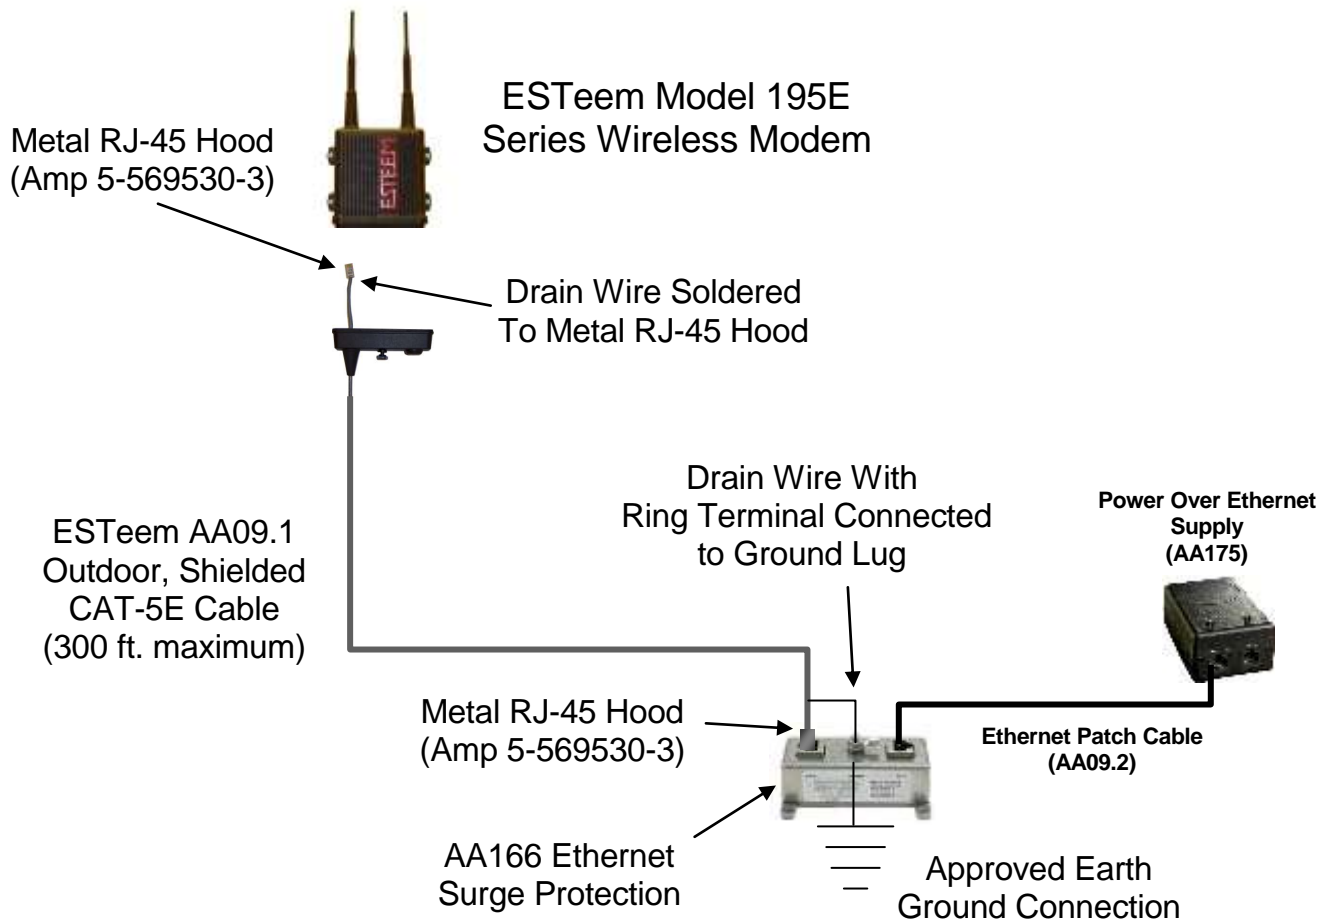 ESTeem Model 195E
Series Wireless Modem
Metal RJ-45 Hood
(Amp 5-569530-3)
ESTEEM
Drain Wire Soldered
To Metal RJ-45 Hood
Drain Wire With
Ring Terminal Connected
to Ground Lug
Power Over Ethernet
Supply
(AA175)
ESTeem AA09.1
Outdoor, Shielded
CAT-5E Cable
(300 ft. maximum)
Metal RJ-45 Hood
(Amp 5-569530-3)
Ethernet Patch Cable
(AA09.2)
AA166 Ethernet
Surge Protection
Approved Earth
Ground Connection